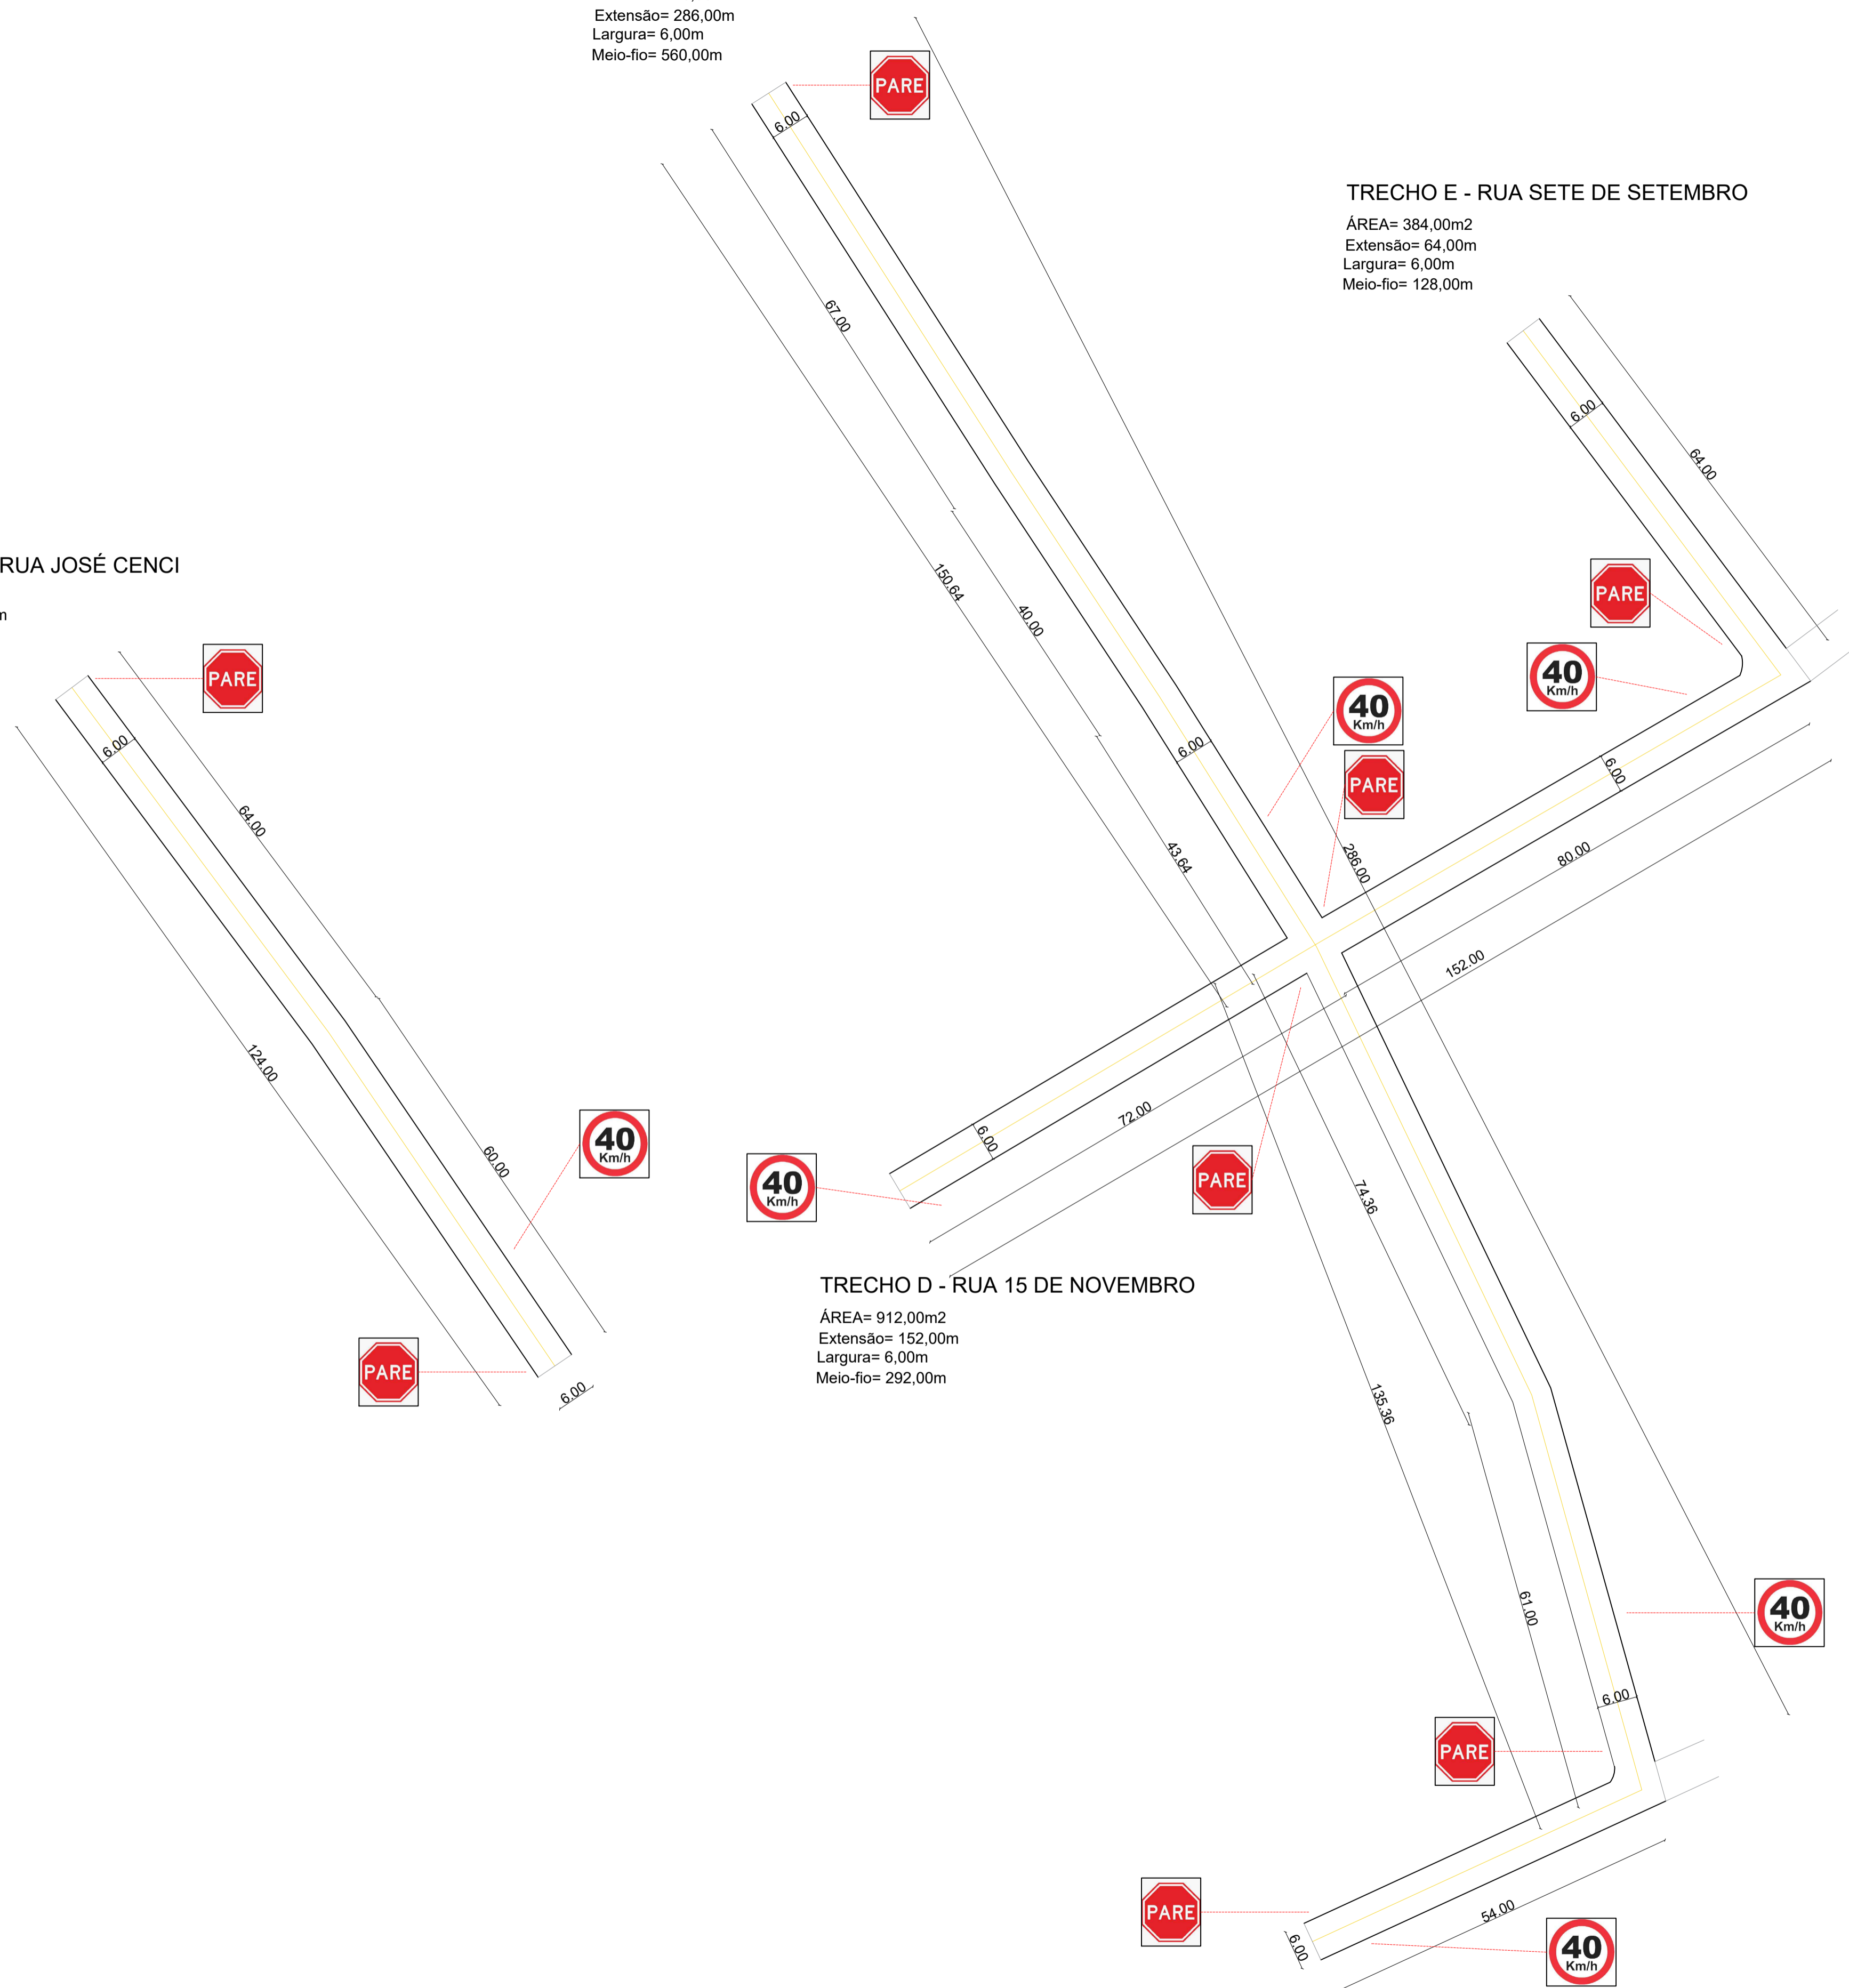 Extensão= 286,00m
Largura= 6,00m
Meio-fio= 560,00m
PARE
6.00
TRECHO E - RUA SETE DE SETEMBRO
ÁREA= 384,00m2
Extensão= 64,00m
Largura= 6,00m
Meio-fio= 128,00m
67.00
6.00
64.00
RUA JOSÉ CENCI
m
150.64
40.00
PARE
PARE
40
Km/h
40
Km/h
6.00
6.00
PARE
6.00
64.00
43.64
286.00
80.00
152.00
124.00
60.00
40
Km/h
72.00
6.00
40
Km/h
PARE
74.36
TRECHO D - RUA 15 DE NOVEMBRO
ÁREA= 912,00m2
Extensão= 152,00m
Largura= 6,00m
Meio-fio= 292,00m
PARE
6.00
135.36
61.00
40
Km/h
6.00
PARE
PARE
54.00
6.00
40
Km/h